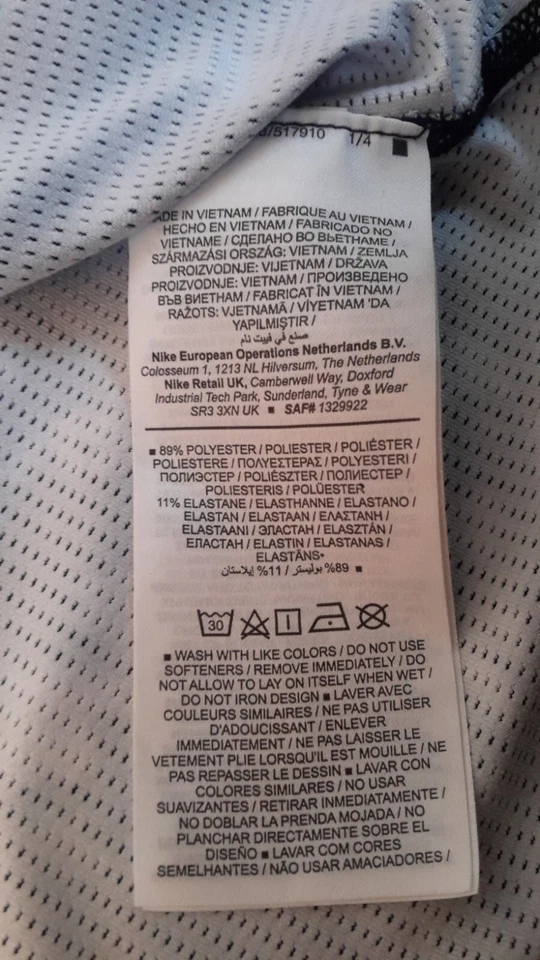 /517910 1/4
ADE IN VIETNAM / FABRIQUE AU VIETNAM /
HECHO EN VIETNAM / FABRICADO NO
VIETNAME / СДЕЛАНО ВО ВЬЕТНАМЕ /
SZÁRMAZÁSI ORSZÁG: VIETNAM / ZEMLJA
PROIZVODNJE: VIJETNAM / DRŽAVA
PROIZVODNJE: VIETNAM / ПРОИЗВЕДЕНО
ВЪВ ВИЕТНАМ / FABRICAT ÎN VIETNAM /
RAŽOTS: VJETNAMĀ / VİYETNAM 'DA
YAPILMIŞTIR /
صنع في فييت نام
Nike European Operations Netherlands B.V.
Colosseum 1, 1213 NL Hilversum, The Netherlands
Nike Retail UK, Camberwell Way, Doxford
Industrial Tech Park, Sunderland, Tyne & Wear
SR3 3XN UK ■ SAF# 1329922
■ 89% POLYESTER / POLIESTER / POLIÉSTER /
POLIESTERE / ΠΟΛΥΕΣΤΕΡΑΣ / POLYESTERI /
ПОЛИЭСТЕР / POLIÉSZTER / ПОЛИЕСТЕР /
POLIESTERIS / POLÜESTER
11% ELASTANE / ELASTHANNE / ELASTANO /
ELASTAN / ELASTAAN / ΕΛΑΣΤΑΝΗ /
ELASTAANI / ЭЛАСТАН / ELASZTÁN /
ЕЛАСТАН / ELASTIN / ELASTANAS /
ELASTĀNS•
89% بوليستر / 11% إيلاستان ■
30
■ WASH WITH LIKE COLORS / DO NOT USE
SOFTENERS / REMOVE IMMEDIATELY / DO
NOT ALLOW TO LAY ON ITSELF WHEN WET /
DO NOT IRON DESIGN ■ LAVER AVEC
COULEURS SIMILAIRES / NE PAS UTILISER
D'ADOUCISSANT / ENLEVER
IMMEDIATEMENT / NE PAS LAISSER LE
VETEMENT PLIE LORSQU'IL EST MOUILLE / NE
PAS REPASSER LE DESSIN ■ LAVAR CON
COLORES SIMILARES / NO USAR
SUAVIZANTES / RETIRAR INMEDIATAMENTE /
NO DOBLAR LA PRENDA MOJADA / NO
PLANCHAR DIRECTAMENTE SOBRE EL
DISEÑO ■ LAVAR COM CORES
SEMELHANTES / NÃO USAR AMACIADORES /